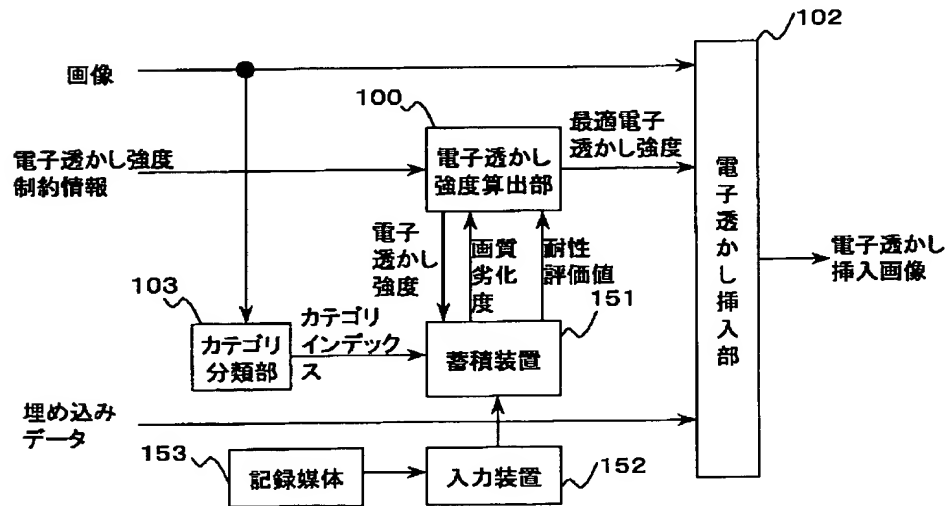 102
画像
100
最適電子
透かし強度
電子透かし強度
制約情報
電子透かし
強度算出部
電子
透かし
強度
画質
劣化
度
耐性
評価値
電子透かし挿入部
電子透かし
挿入画像
103
151
カテゴリ
分類部
カテゴリ
インデック
ス
蓄積装置
埋め込み
データ
153
記録媒体
入力装置
152